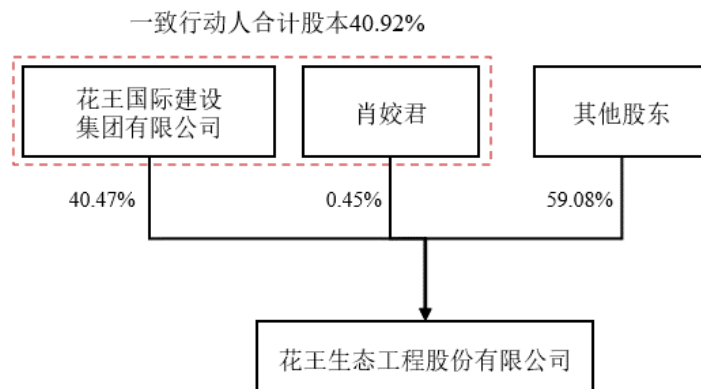 一致行动人合计股本40.92%
花王国际建设
集团有限公司
肖姣君
其他股东
40.47%
0.45%
59.08%
花王生态工程股份有限公司